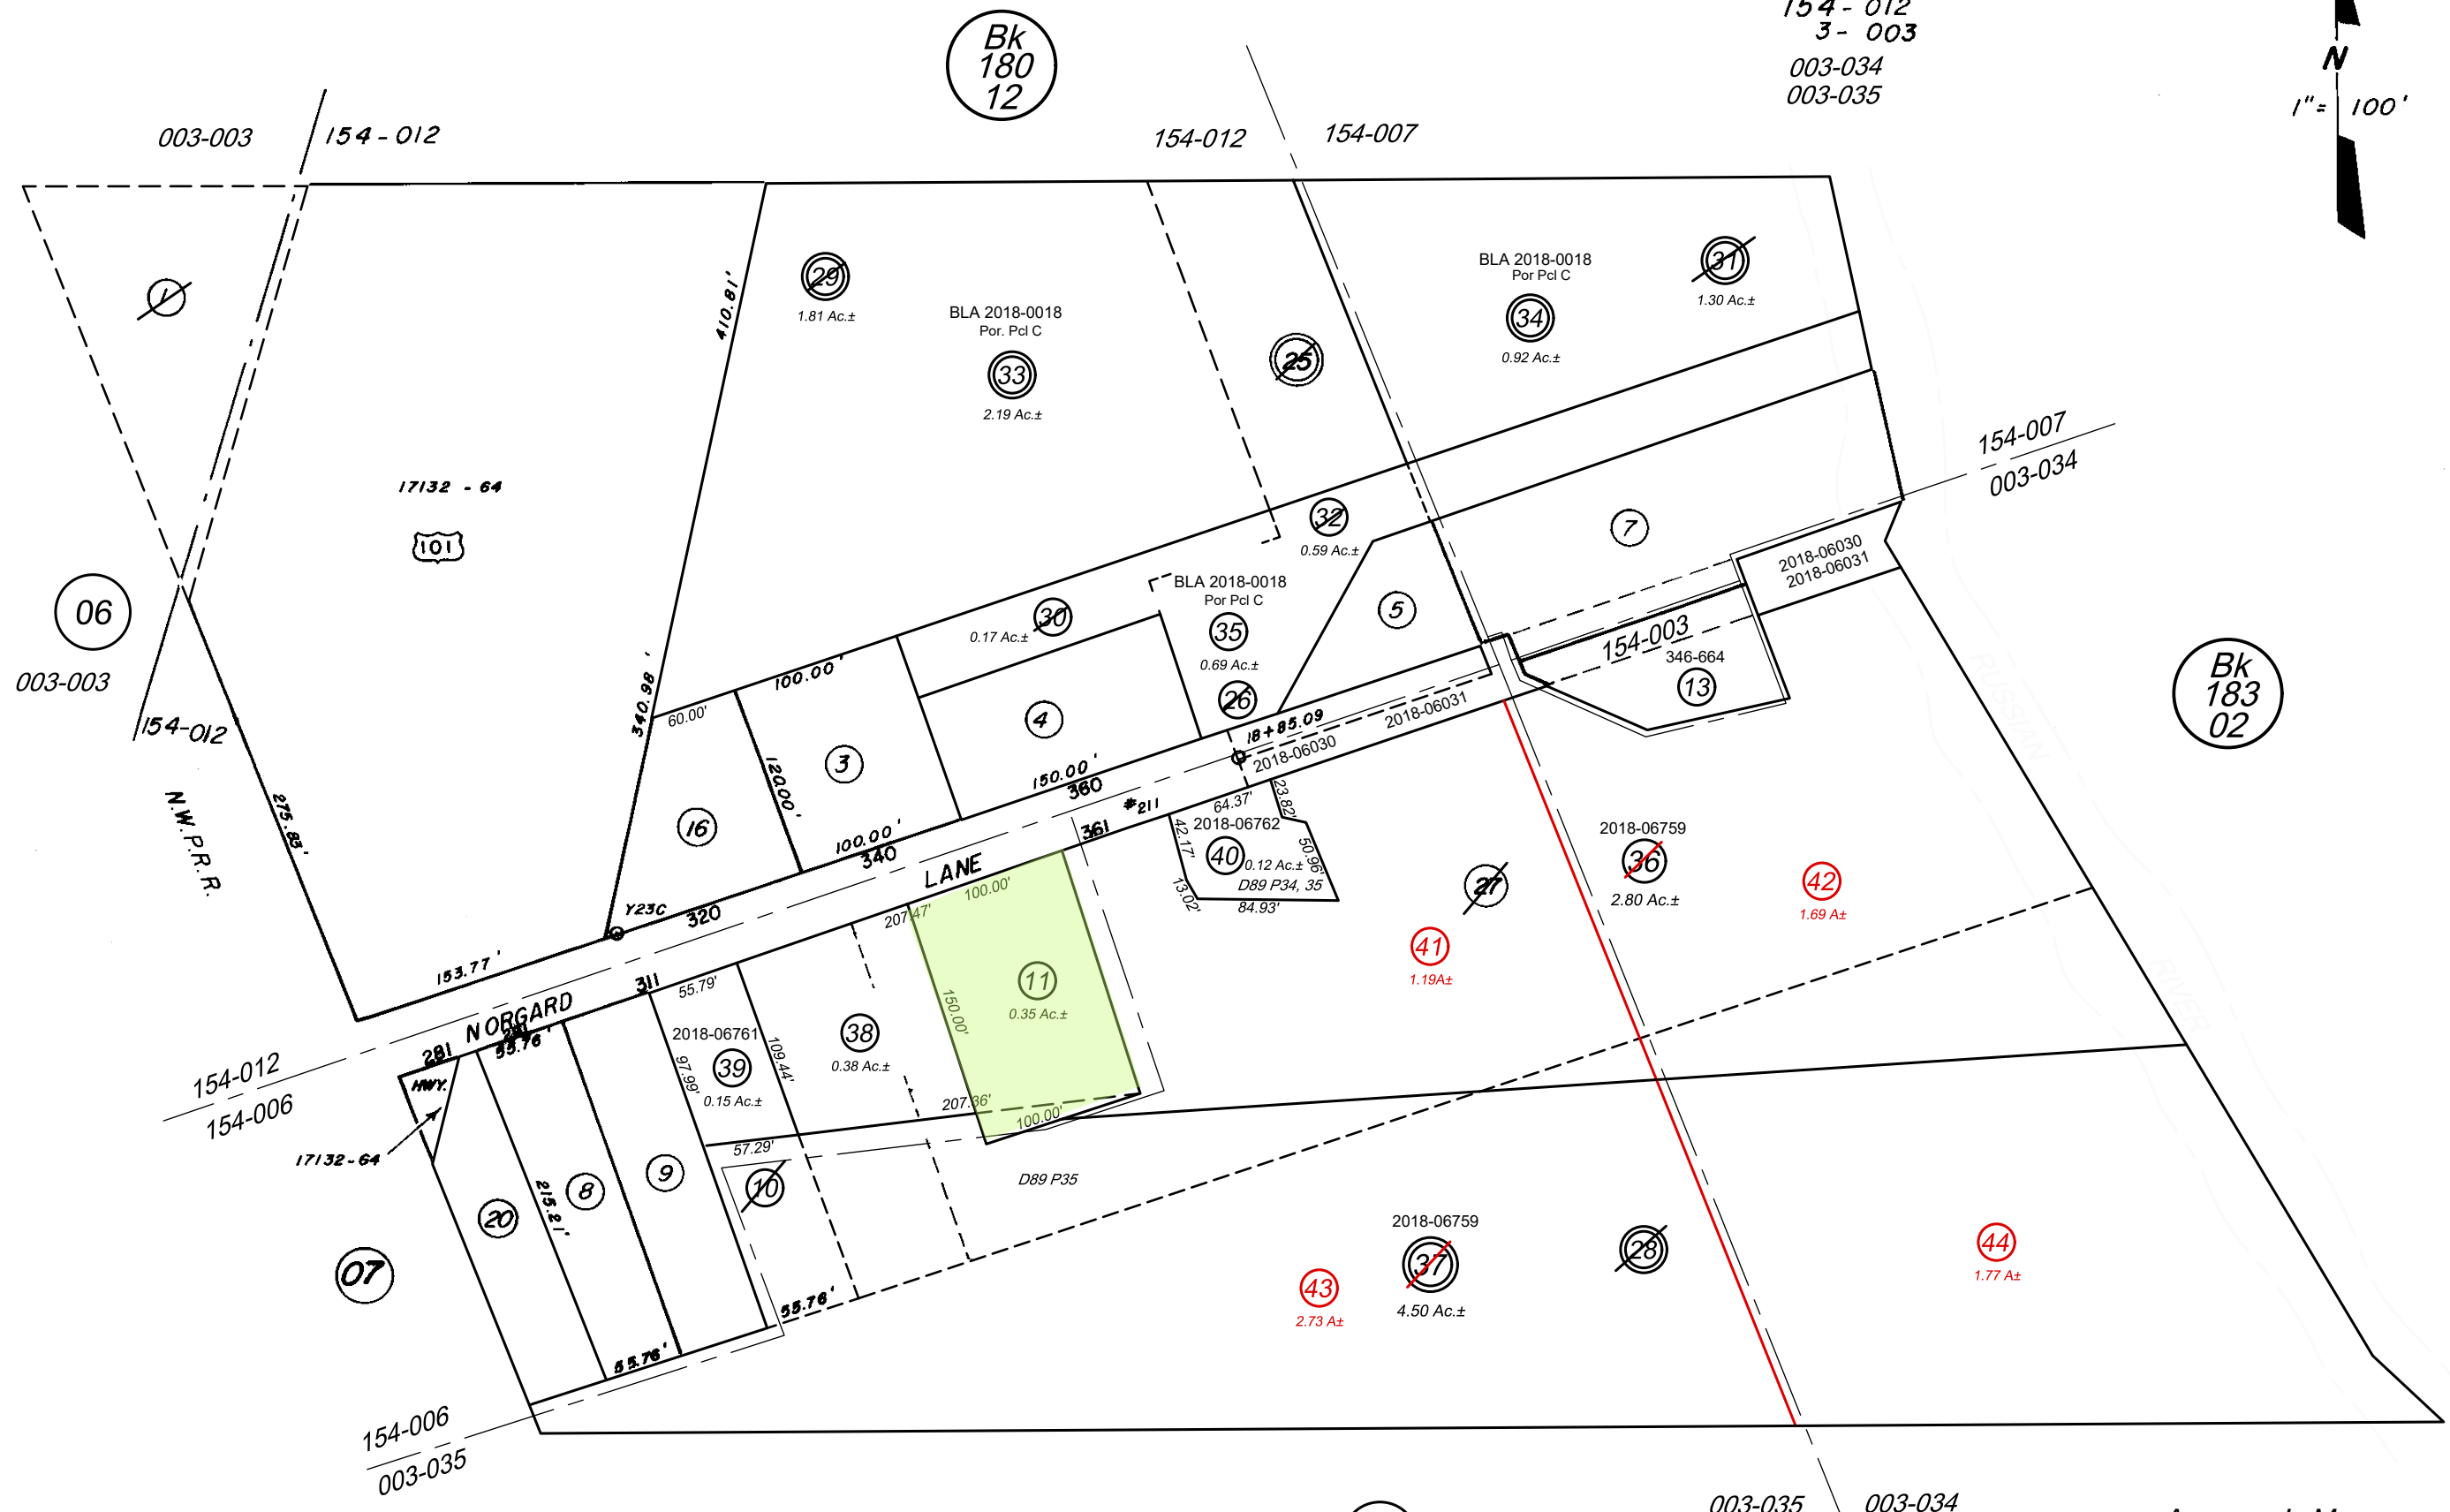 Bk
180
12
154 - 012
3 - 003
003-034
003-035
N
1"= 100'
003-003
154 - 012
154-012
154-007
1
29
1.81 Ac.±
BLA 2018-0018
Por. Pcl C
33
2.19 Ac.±
25
BLA 2018-0018
Por Pcl C
34
0.92 Ac.±
31
1.30 Ac.±
410.81'
17132 - 64
101
154-007
003-034
32
0.59 Ac.±
7
2018-06030
2018-06031
06
003-003
154-012
N.W.P.R.R.
275.83'
340.98'
60.00'
100.00'
30
0.17 Ac.±
BLA 2018-0018
Por Pcl C
35
0.69 Ac.±
26
5
154-003
346-664
13
Bk
183
02
RUSSIAN
RIVER
16
120.00'
3
4
150.00'
360
100.00'
340
18+85.09
2018-06030
2018-06031
#211
361
64.37'
23.82'
42.17'
2018-06762
40
0.12 Ac.±
50.96'
D89 P34, 35
13.02'
84.93'
27
2018-06759
36
2.80 Ac.±
42
1.69 A±
41
1.19A±
Y23C
320
153.77'
NORGARD
LANE
207.47'
100.00'
311
55.79'
281
55.76'
HWY.
17132-64
154-012
154-006
2018-06761
39
0.15 Ac.±
97.99'
109.44'
38
0.38 Ac.±
150.00'
11
0.35 Ac.±
207.36'
100.00'
57.29'
10
D89 P35
20
215.21'
8
9
07
55.76'
55.76'
2018-06759
37
4.50 Ac.±
28
43
2.73 A±
44
1.77 A±
154-006
003-035
003-035
003-034